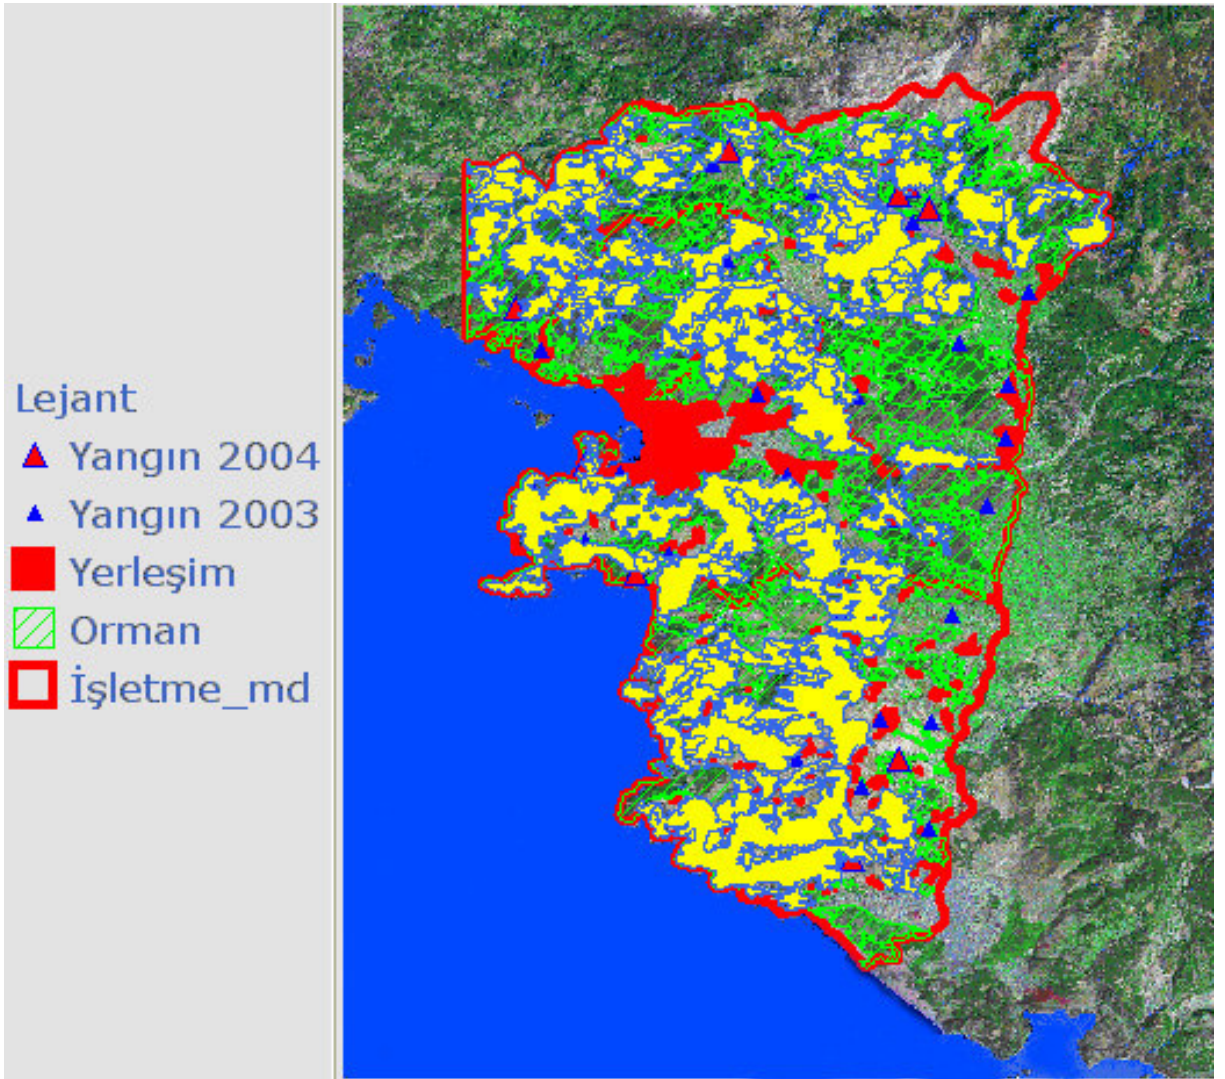 Lejant
Yangın 2004
Yangın 2003
Yerleşim
Orman
İşletme_md